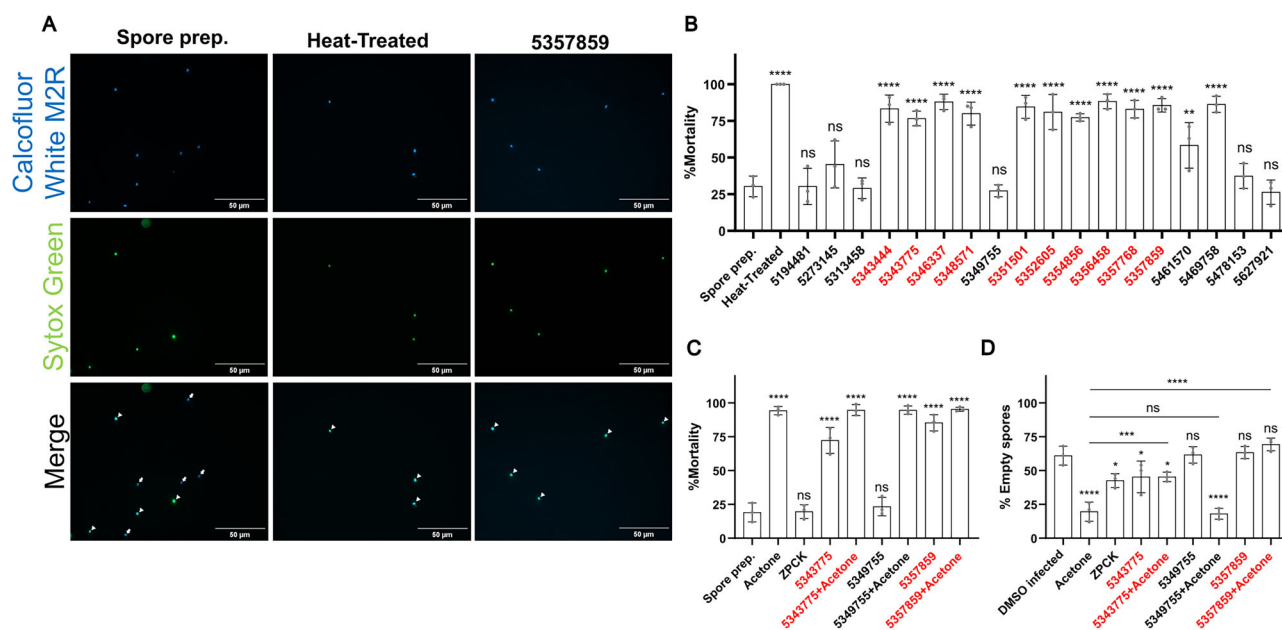 A
Spore prep.
Heat-Treated
5357859
Calcofluor
White M2R
50 µm
50 µm
50 µm
Sytox Green
50 µm
50 µm
50 µm
Merge
50 µm
50 µm
50 µm
B
%Mortality
100
75
50
25
0
****
ns
ns
ns
****
****
****
****
ns
****
****
****
****
****
****
**
****
ns
ns
Spore prep.
Heat-Treated
5194481
5273145
5313458
5343444
5343775
5346337
5348571
5349755
5351501
5352605
5354856
5356458
5357768
5357859
5461570
5469758
5478153
5627921
C
%Mortality
100
75
50
25
0
****
ns
****
****
ns
****
****
****
Spore prep.
Acetone
ZPCK
5343775
5343775+Acetone
5349755
5349755+Acetone
5357859
5357859+Acetone
D
% Empty spores
100
75
50
25
0
****
ns
***
****
*
*
*
ns
****
ns
ns
DMSO infected
Acetone
ZPCK
5343775
5343775+Acetone
5349755
5349755+Acetone
5357859
5357859+Acetone